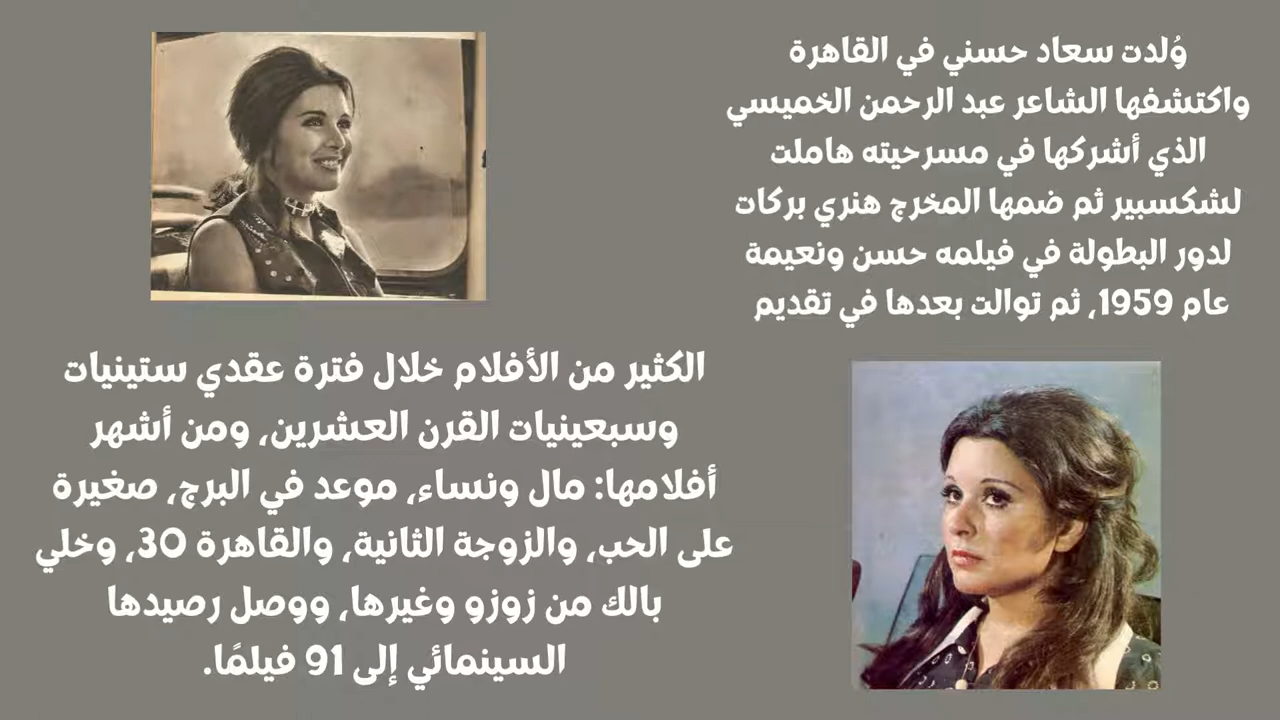 وُلدت سعاد حسني في القاهرة
واكتشفها الشاعر عبد الرحمن الخميسي
الذي أشركها في مسرحيته هاملت
لشكسبير ثم ضمها المخرج هنري بركات
لدور البطولة في فيلمه حسن ونعيمة
عام 1959، ثم توالت بعدها في تقديم
الكثير من الأفلام خلال فترة عقدي ستينيات
وسبعينيات القرن العشرين، ومن أشهر
أفلامها: مال ونساء، موعد في البرج، صغيرة
على الحب، والزوجة الثانية، والقاهرة 30، وخلي
بالك من زوزو وغيرها، ووصل رصيدها
السينمائي إلى 91 فيلمًا.